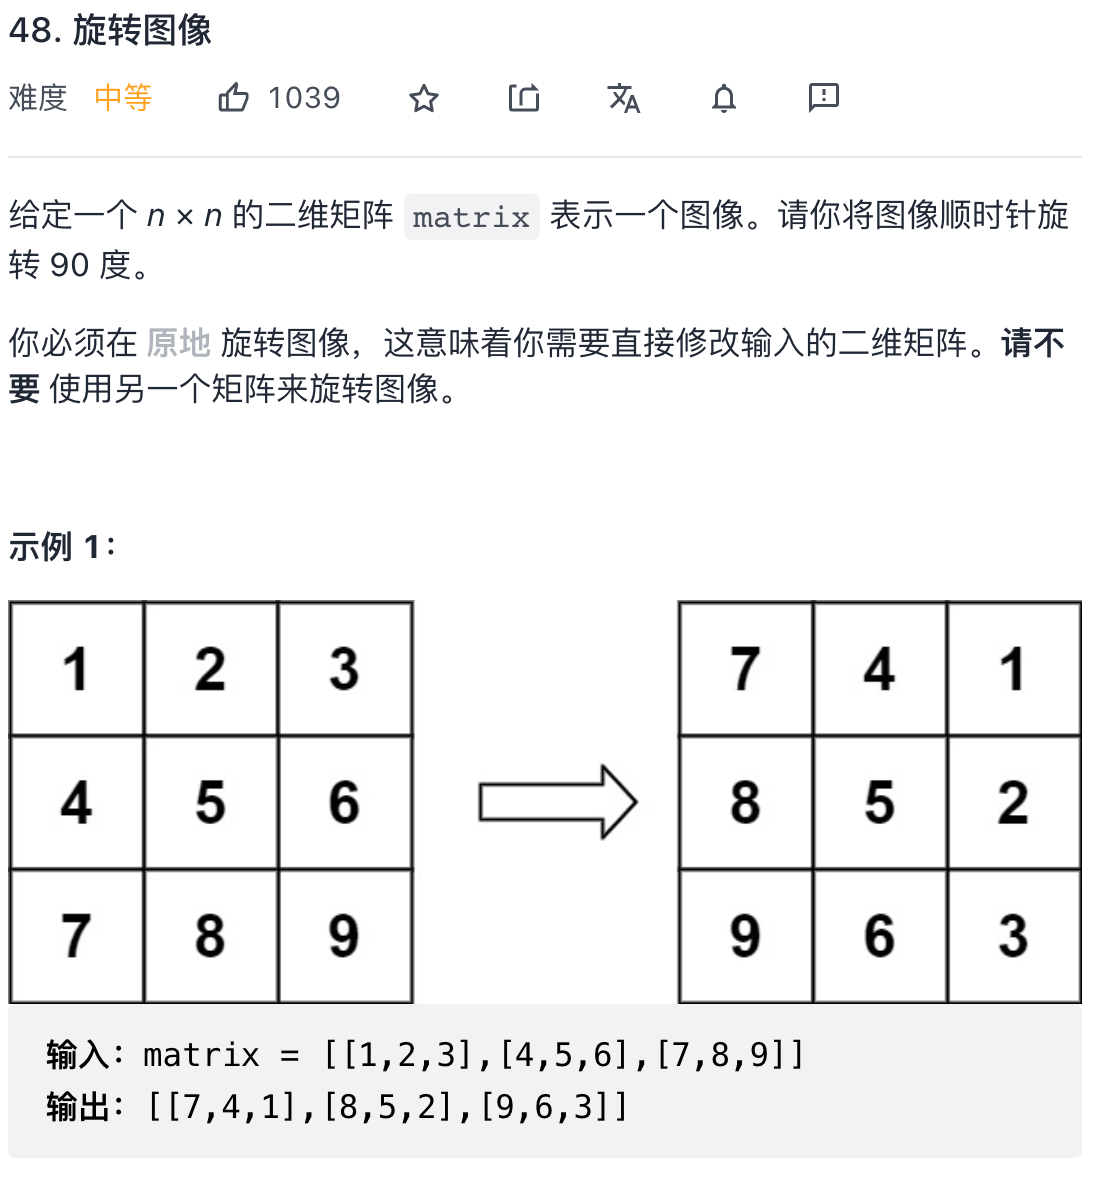 48. 旋转图像
难度 中等 1039
给定一个 n × n 的二维矩阵 matrix 表示一个图像。请你将图像顺时针旋
转 90 度。
你必须在 原地 旋转图像，这意味着你需要直接修改输入的二维矩阵。请不
要 使用另一个矩阵来旋转图像。
示例 1：
1 2 3 7 4 1
4 5 6 8 5 2
7 8 9 9 6 3
输入：matrix = [[1,2,3],[4,5,6],[7,8,9]]
输出：[[7,4,1],[8,5,2],[9,6,3]]